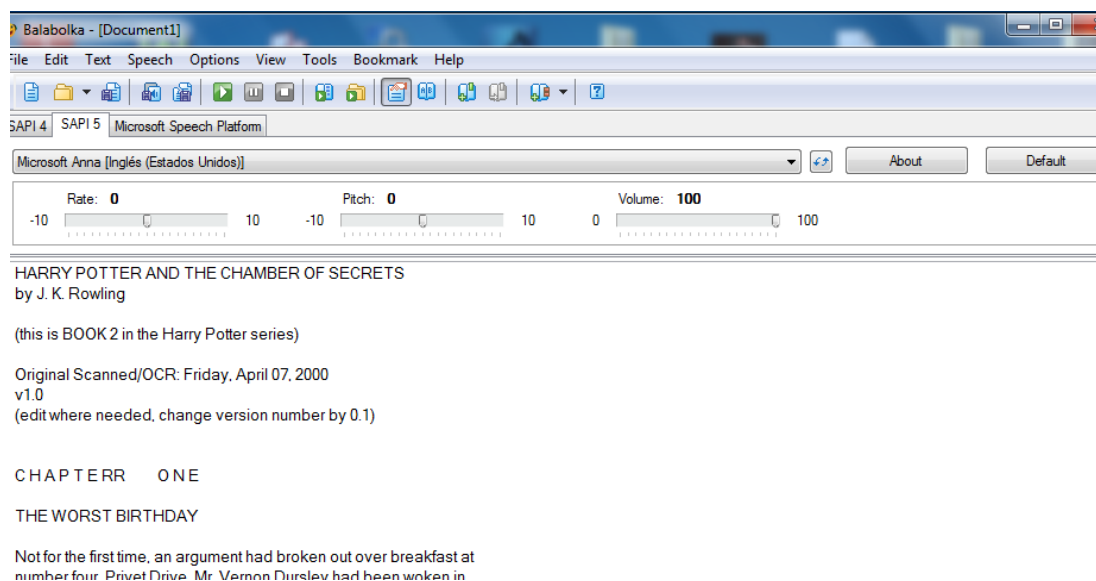 Balabolka - [Document1]
File Edit Text Speech Options View Tools Bookmark Help
SAPI 4 SAPI 5 Microsoft Speech Platform
Microsoft Anna [Inglés (Estados Unidos)] About Default
Rate: 0 Pitch: 0 Volume: 100
-10 10 -10 10 0 100
HARRY POTTER AND THE CHAMBER OF SECRETS
by J. K. Rowling
(this is BOOK 2 in the Harry Potter series)
Original Scanned/OCR: Friday, April 07, 2000
v1.0
(edit where needed, change version number by 0.1)
C H A P T E RR O N E
THE WORST BIRTHDAY
Not for the first time, an argument had broken out over breakfast at
number four, Privet Drive. Mr. Vernon Dursley had been woken in